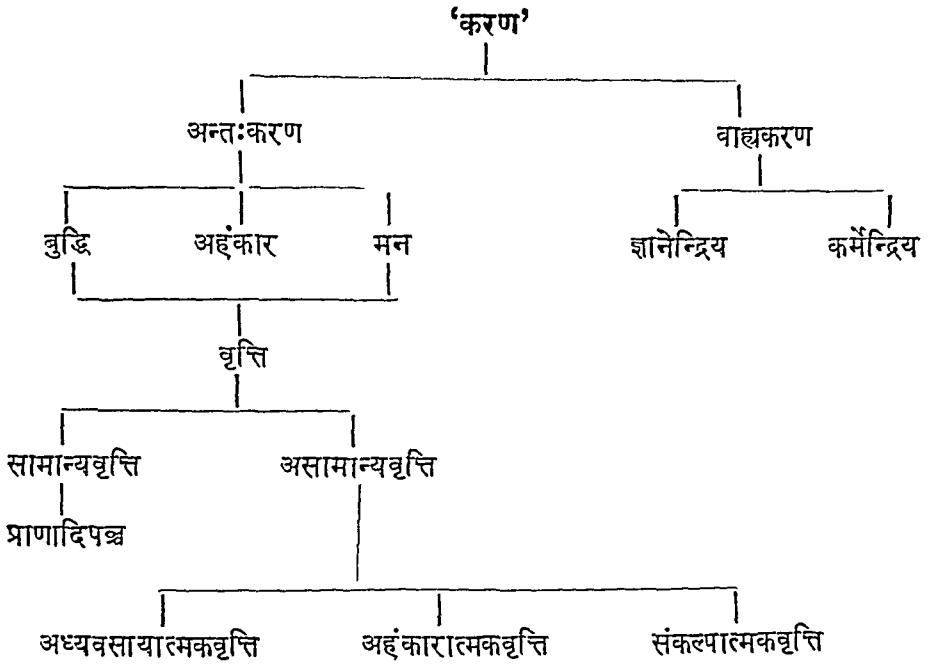 ‘करण’
अन्तःकरण वाह्यकरण
बुद्धि अहंकार मन ज्ञानेन्द्रिय कर्मेन्द्रिय
वृत्ति
सामान्यवृत्ति असामान्यवृत्ति
प्राणादिपञ्च
अध्यवसायात्मकवृत्ति अहंकारात्मकवृत्ति संकल्पात्मकवृत्ति